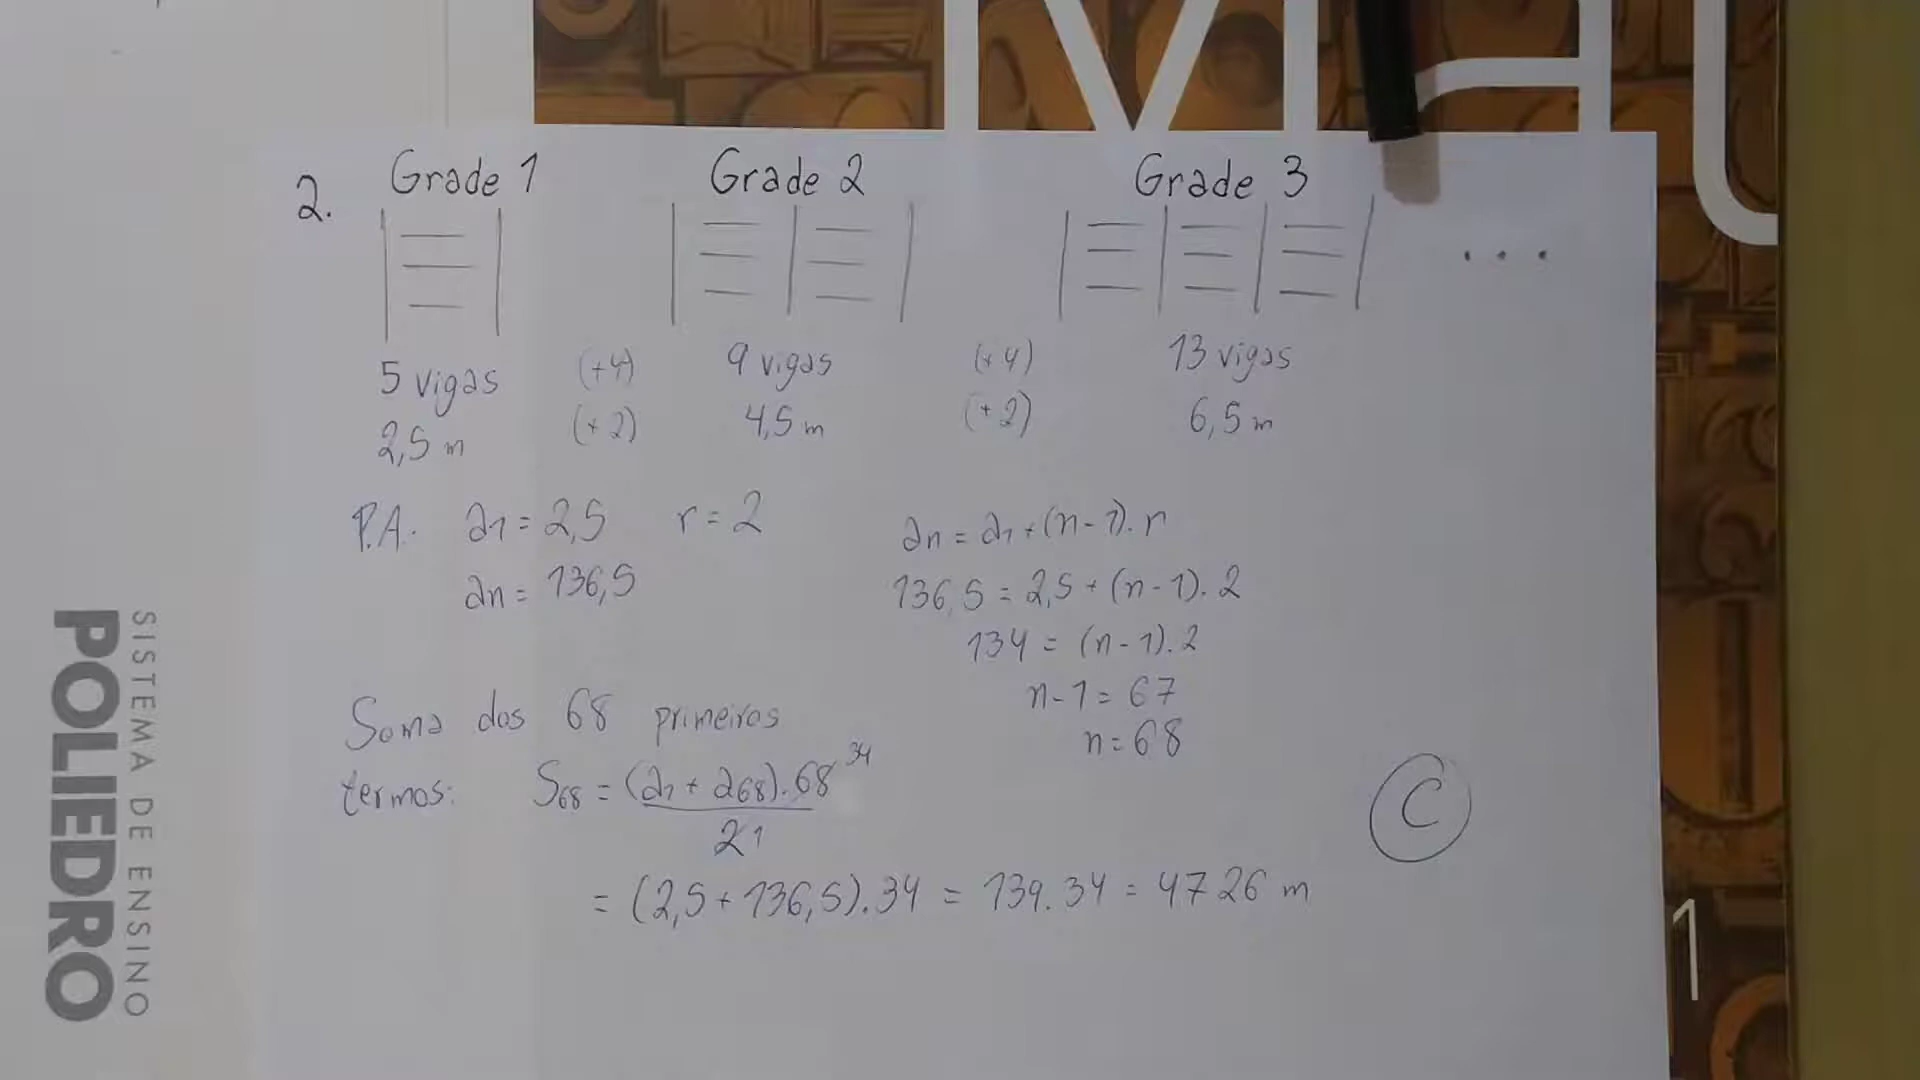 2. Grade 1 Grade 2 Grade 3
...
5 vigas (+4) 9 vigas (+4) 13 vigas
2,5 m (+2) 4,5 m (+2) 6,5 m
P.A. a1 = 2,5 r = 2
an = 136,5
an = a1 + (n - 1). r
136,5 = 2,5 + (n - 1). 2
134 = (n - 1). 2
n - 1 = 67
n = 68
Soma dos 68 primeiros
termos: S68 = (a1 + a68).68 34
2 1
= (2,5 + 136,5).34 = 139.34 = 4726 m
C
SISTEMA DE ENSINO
POLIEDRO
1